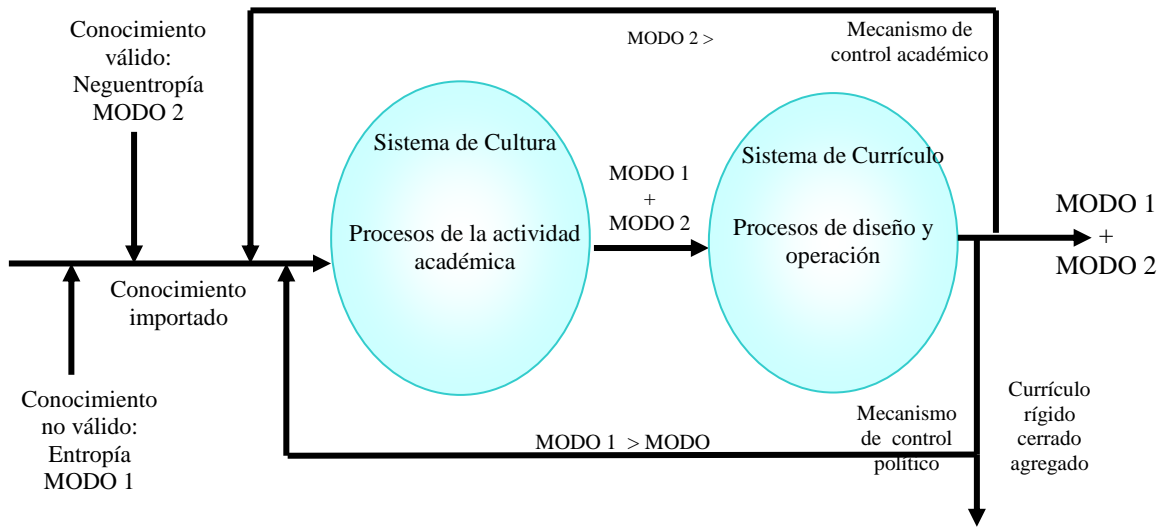 Conocimiento
válido:
Neguentropía
MODO 2
MODO 2 >
Mecanismo de
control académico
Sistema de Cultura
Procesos de la actividad
académica
MODO 1
+
MODO 2
Sistema de Currículo
Procesos de diseño y
operación
MODO 1
+
MODO 2
Conocimiento
importado
Conocimiento
no válido:
Entropía
MODO 1
MODO 1 > MODO
Mecanismo
de control
político
Currículo
rígido
cerrado
agregado